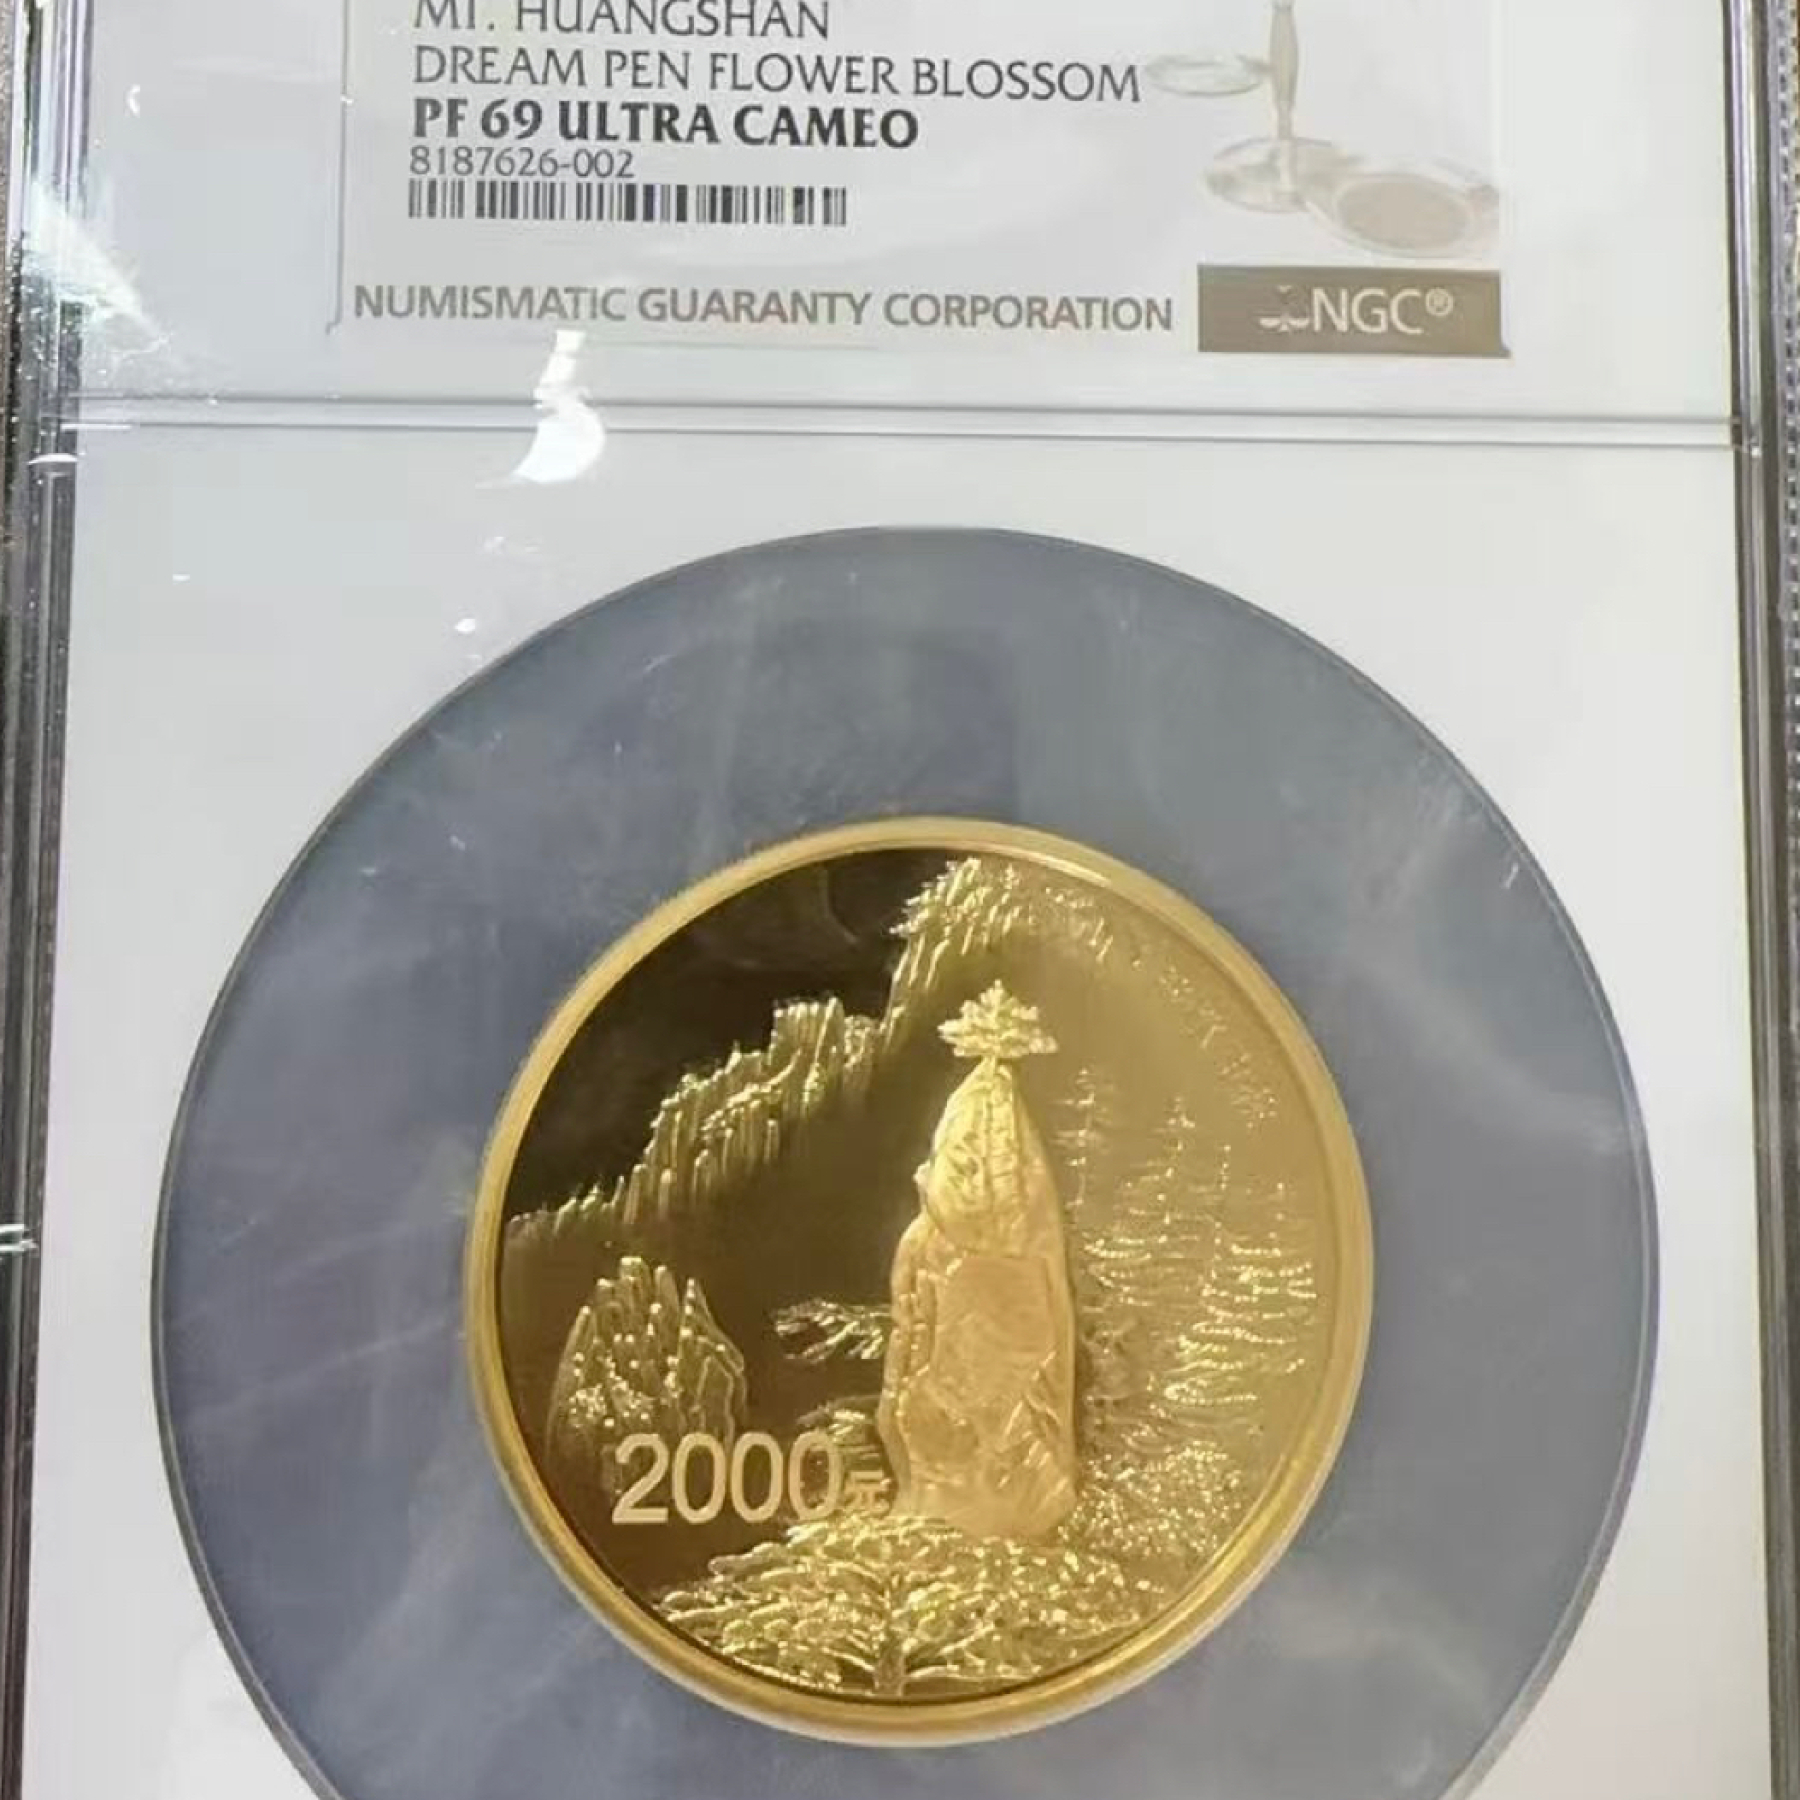 MT. HUANGSHAN
DREAM PEN FLOWER BLOSSOM
PF 69 ULTRA CAMEO
8187626-002
NUMISMATIC GUARANTY CORPORATION
NGC®
2000元